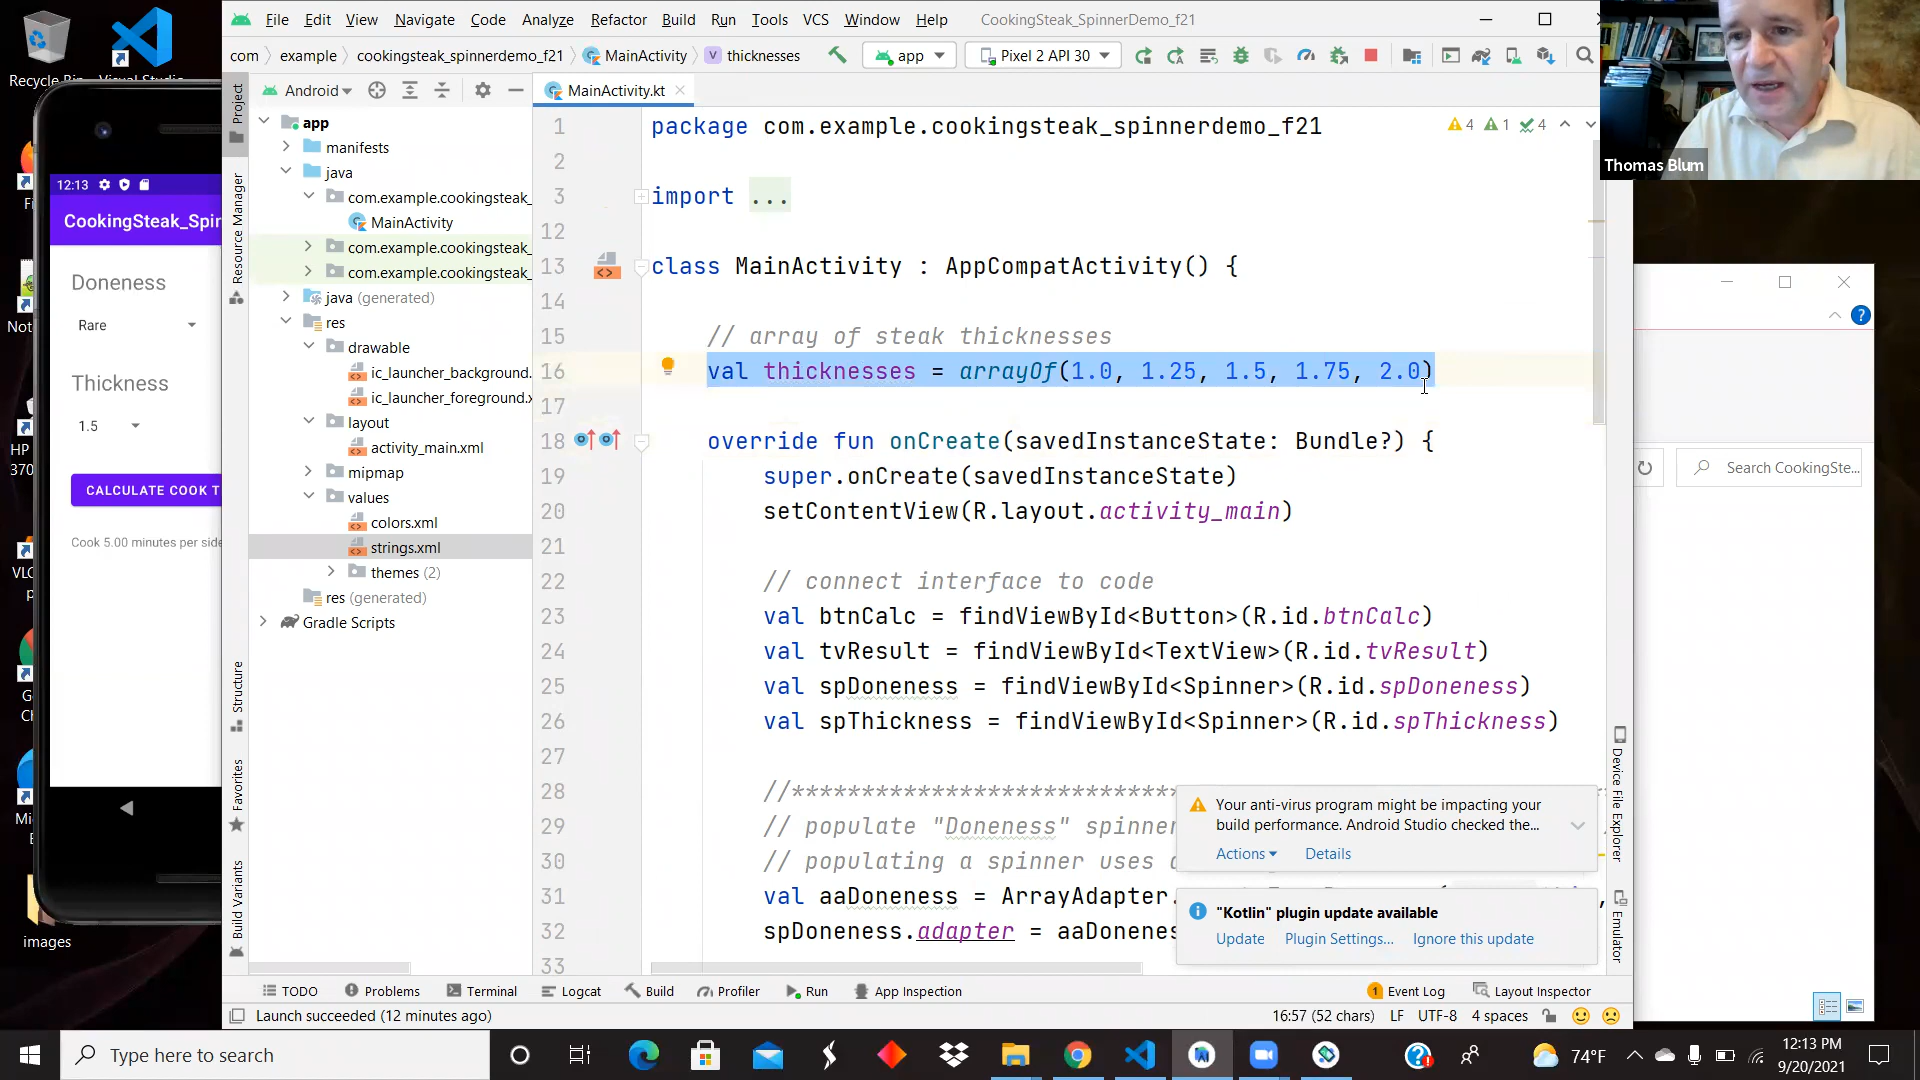 File Edit View Navigate Code Analyze Refactor Build Run Tools VCS Window Help CookingSteak_SpinnerDemo_f21
com example cookingsteak_spinnerdemo_f21 MainActivity thicknesses app Pixel 2 API 30
Recycle Bin
Project
Android
MainActivity.kt
Thomas Blum
Resource Manager
app
manifests
java
com.example.cookingsteak_
MainActivity
com.example.cookingsteak_
com.example.cookingsteak_
java (generated)
res
drawable
ic_launcher_background.
ic_launcher_foreground.x
layout
activity_main.xml
mipmap
values
colors.xml
strings.xml
themes (2)
res (generated)
Gradle Scripts
Structure
Favorites
Build Variants
12:13
CookingSteak_Spin
Doneness
Rare
Thickness
1.5
CALCULATE COOK T
Cook 5.00 minutes per side
Not
HP
370
VLC
p
G
Ch
images
4 1 4
1 package com.example.cookingsteak_spinnerdemo_f21
2
3 import ...
12
13 class MainActivity : AppCompatActivity() {
14
15 // array of steak thicknesses
16 val thicknesses = arrayOf(1.0, 1.25, 1.5, 1.75, 2.0)
17
18 override fun onCreate(savedInstanceState: Bundle?) {
19 super.onCreate(savedInstanceState)
20 setContentView(R.layout.activity_main)
21
22 // connect interface to code
23 val btnCalc = findViewById<Button>(R.id.btnCalc)
24 val tvResult = findViewById<TextView>(R.id.tvResult)
25 val spDoneness = findViewById<Spinner>(R.id.spDoneness)
26 val spThickness = findViewById<Spinner>(R.id.spThickness)
27
28 //****************************
29 // populate "Doneness" spinner
30 // populating a spinner uses a
31 val aaDoneness = ArrayAdapter.
32 spDoneness.adapter = aaDoneness
33
Your anti-virus program might be impacting your
build performance. Android Studio checked the...
Actions Details
"Kotlin" plugin update available
Update Plugin Settings... Ignore this update
Device File Explorer
Emulator
Search CookingSte...
TODO Problems Terminal Logcat Build Profiler Run App Inspection 1 Event Log Layout Inspector
Launch succeeded (12 minutes ago) 16:57 (52 chars) LF UTF-8 4 spaces
Type here to search
74°F
12:13 PM
9/20/2021